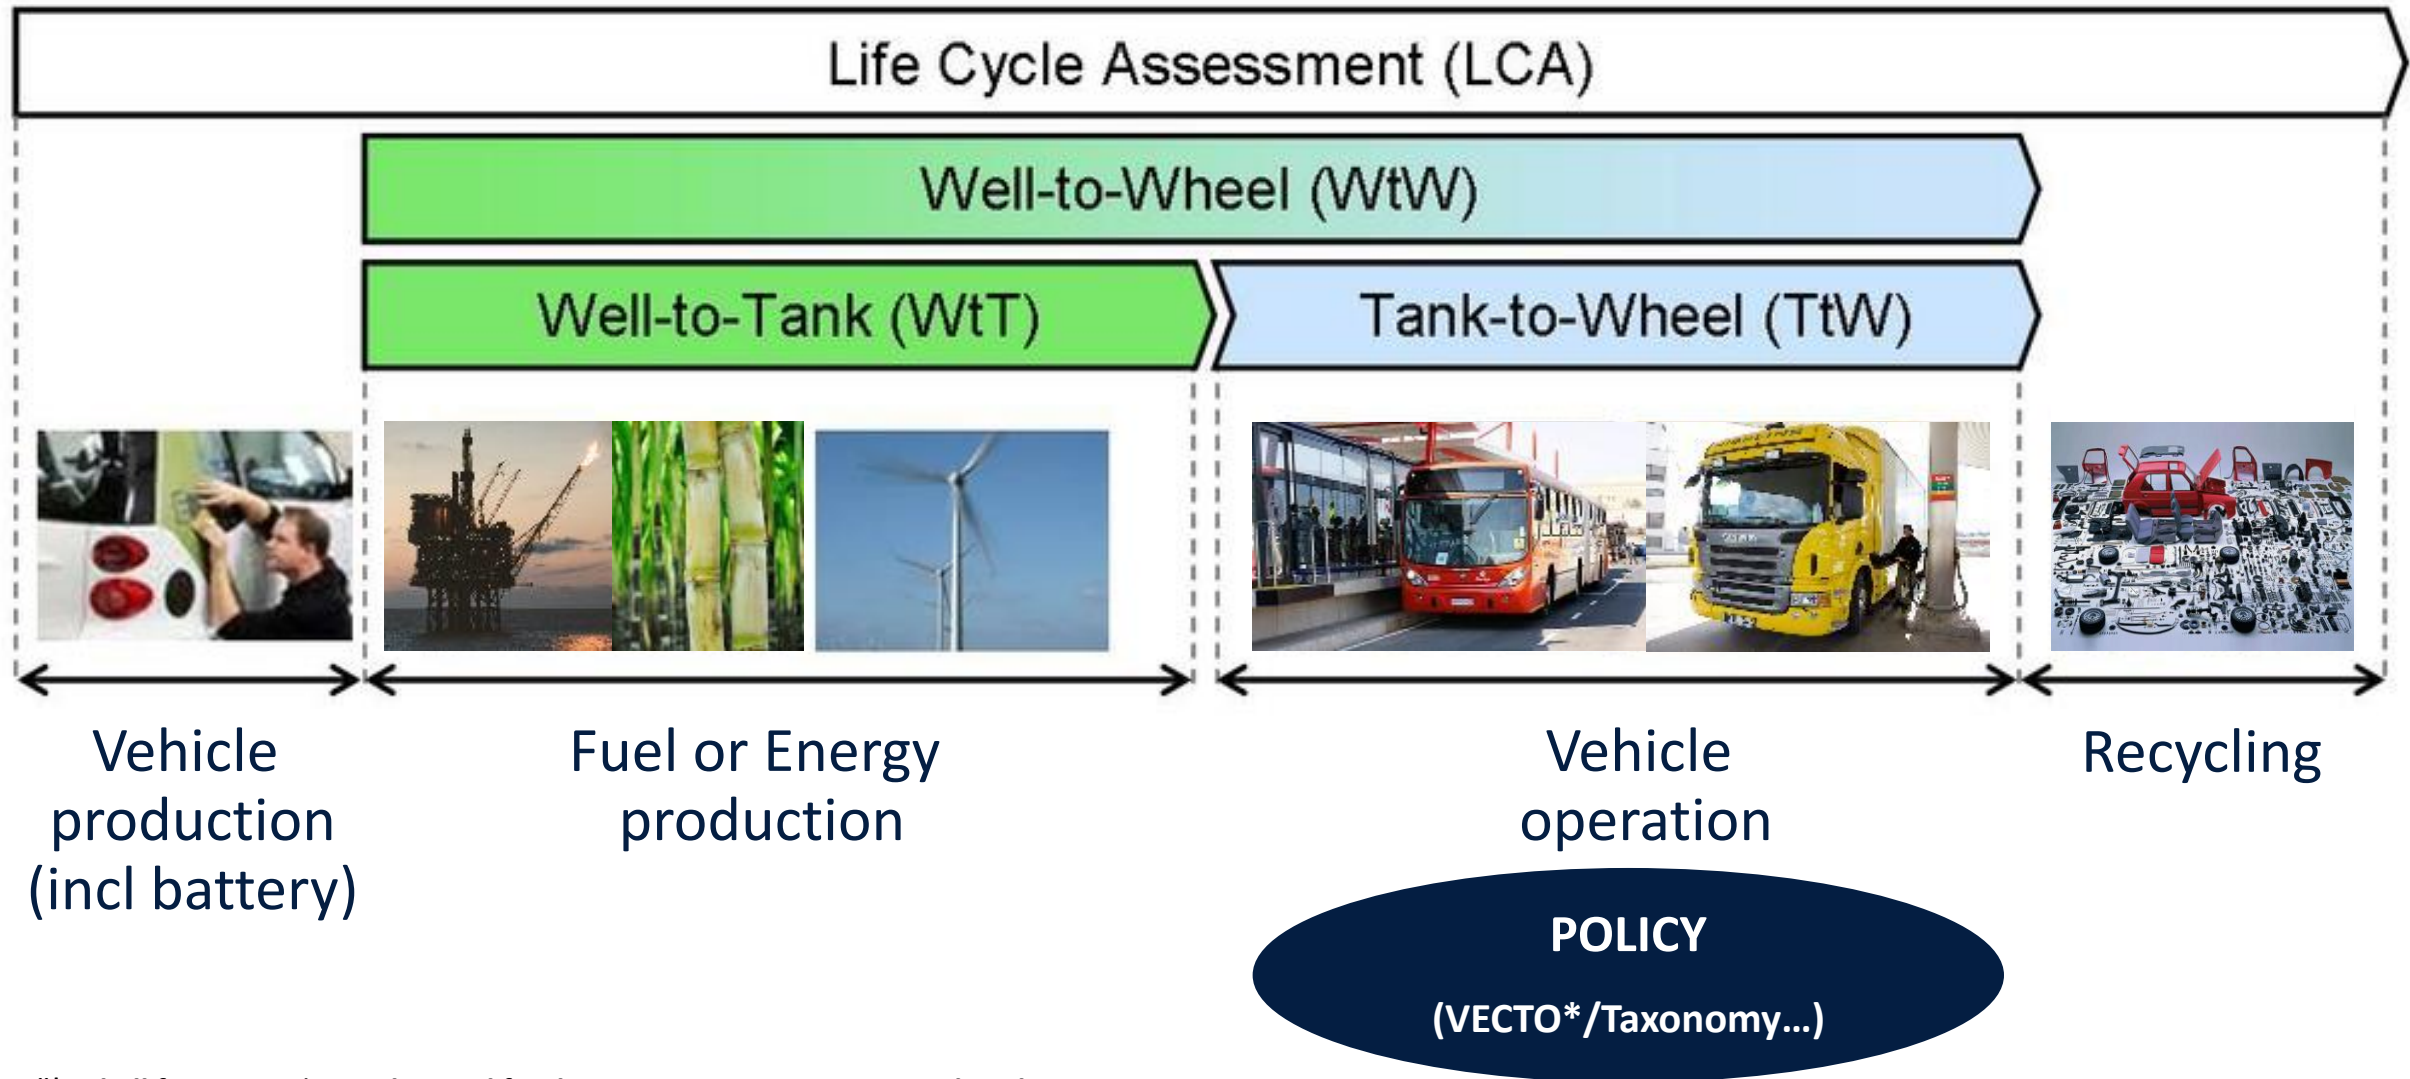 Life Cycle Assessment (LCA)
Well-to-Wheel (WtW)
Well-to-Tank (WtT)
Tank-to-Wheel (TtW)
Vehicle
production
(incl battery)
Fuel or Energy
production
Vehicle
operation
Recycling
POLICY
(VECTO*/Taxonomy...)